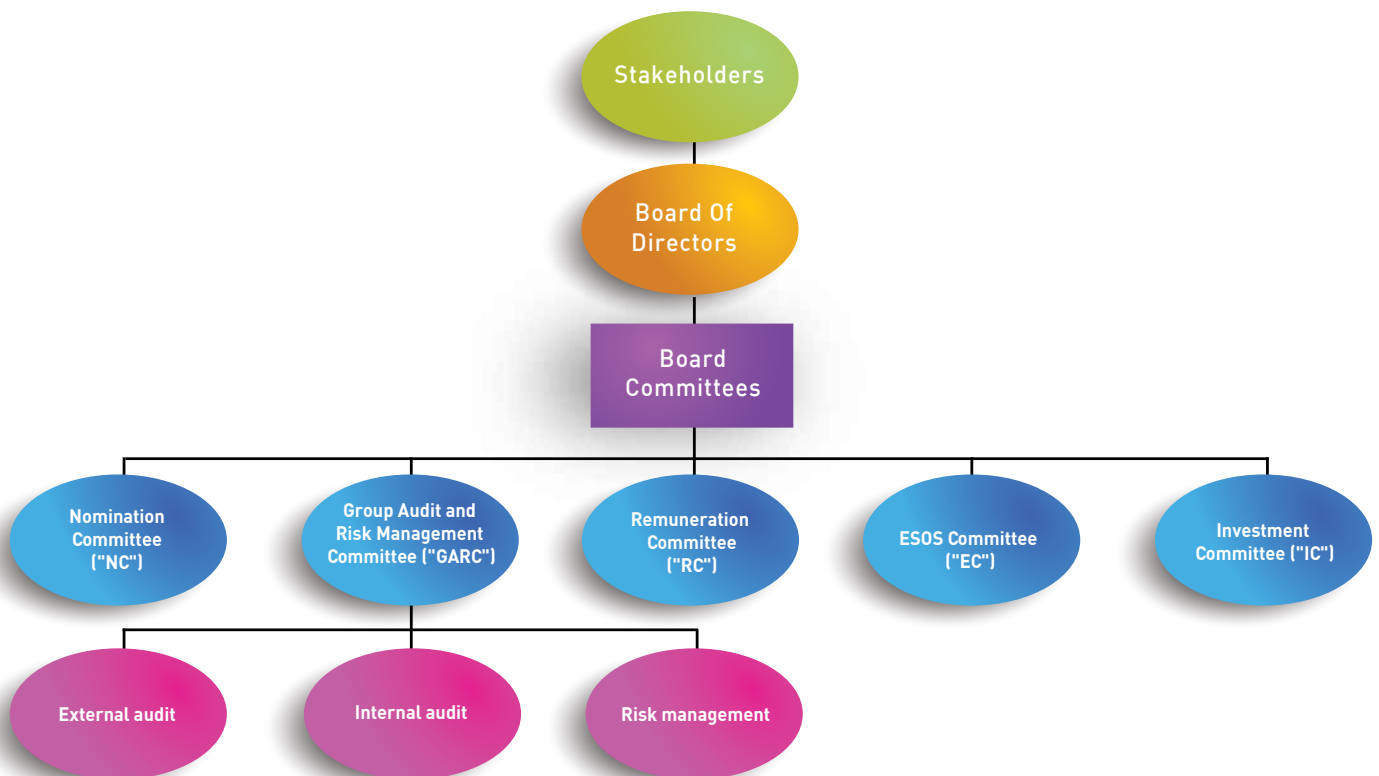 Stakeholders
Board Of
Directors
Board
Committees
Nomination
Committee
("NC")
Group Audit and
Risk Management
Committee ("GARC")
Remuneration
Committee
("RC")
ESOS Committee
("EC")
Investment
Committee ("IC")
External audit
Internal audit
Risk management